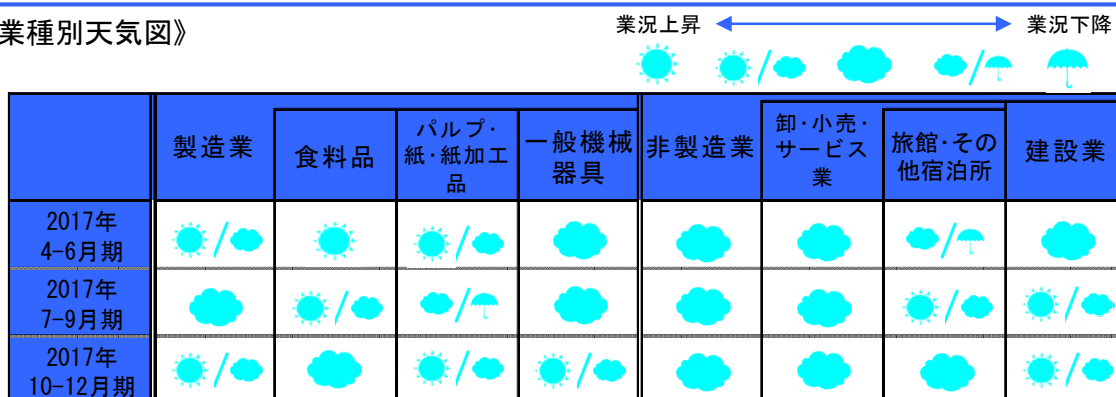 業種別天気図》
業況上昇
業況下降
製造業
食料品
パルプ・
紙・紙加工
品
一般機械
器具
非製造業
卸・小売・
サービス
業
旅館・その
他宿泊所
建設業
2017年
4-6月期
2017年
7-9月期
2017年
10-12月期